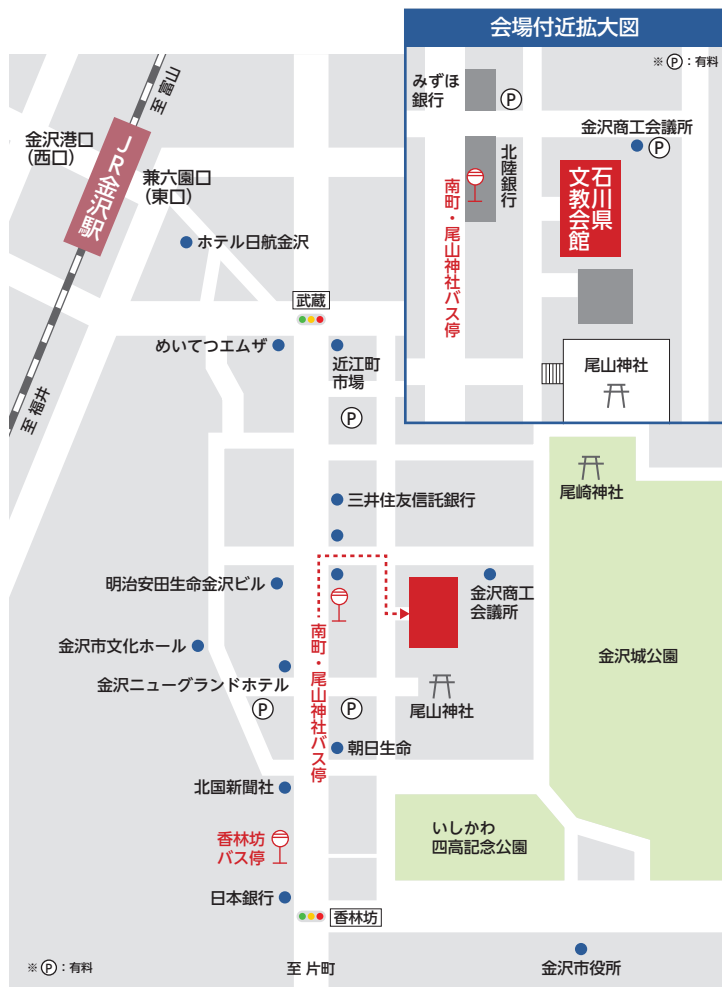 会場付近拡大図
※Ⓟ：有料
みずほ
銀行
Ⓟ
金沢商工会議所
Ⓟ
北陸銀行
石川県
文教会館
南町・尾山神社バス停
尾山神社
至 富山
金沢港口
(西口)
JR金沢駅
兼六園口
(東口)
ホテル日航金沢
武蔵
めいてつエムザ
近江町
市場
至 福井
Ⓟ
尾崎神社
三井住友信託銀行
明治安田生命金沢ビル
金沢商工
会議所
南町・尾山神社バス停
金沢市文化ホール
金沢城公園
金沢ニューグランドホテル
Ⓟ
Ⓟ
尾山神社
朝日生命
北国新聞社
いしかわ
四高記念公園
香林坊
バス停
日本銀行
香林坊
※Ⓟ：有料
至 片町
金沢市役所